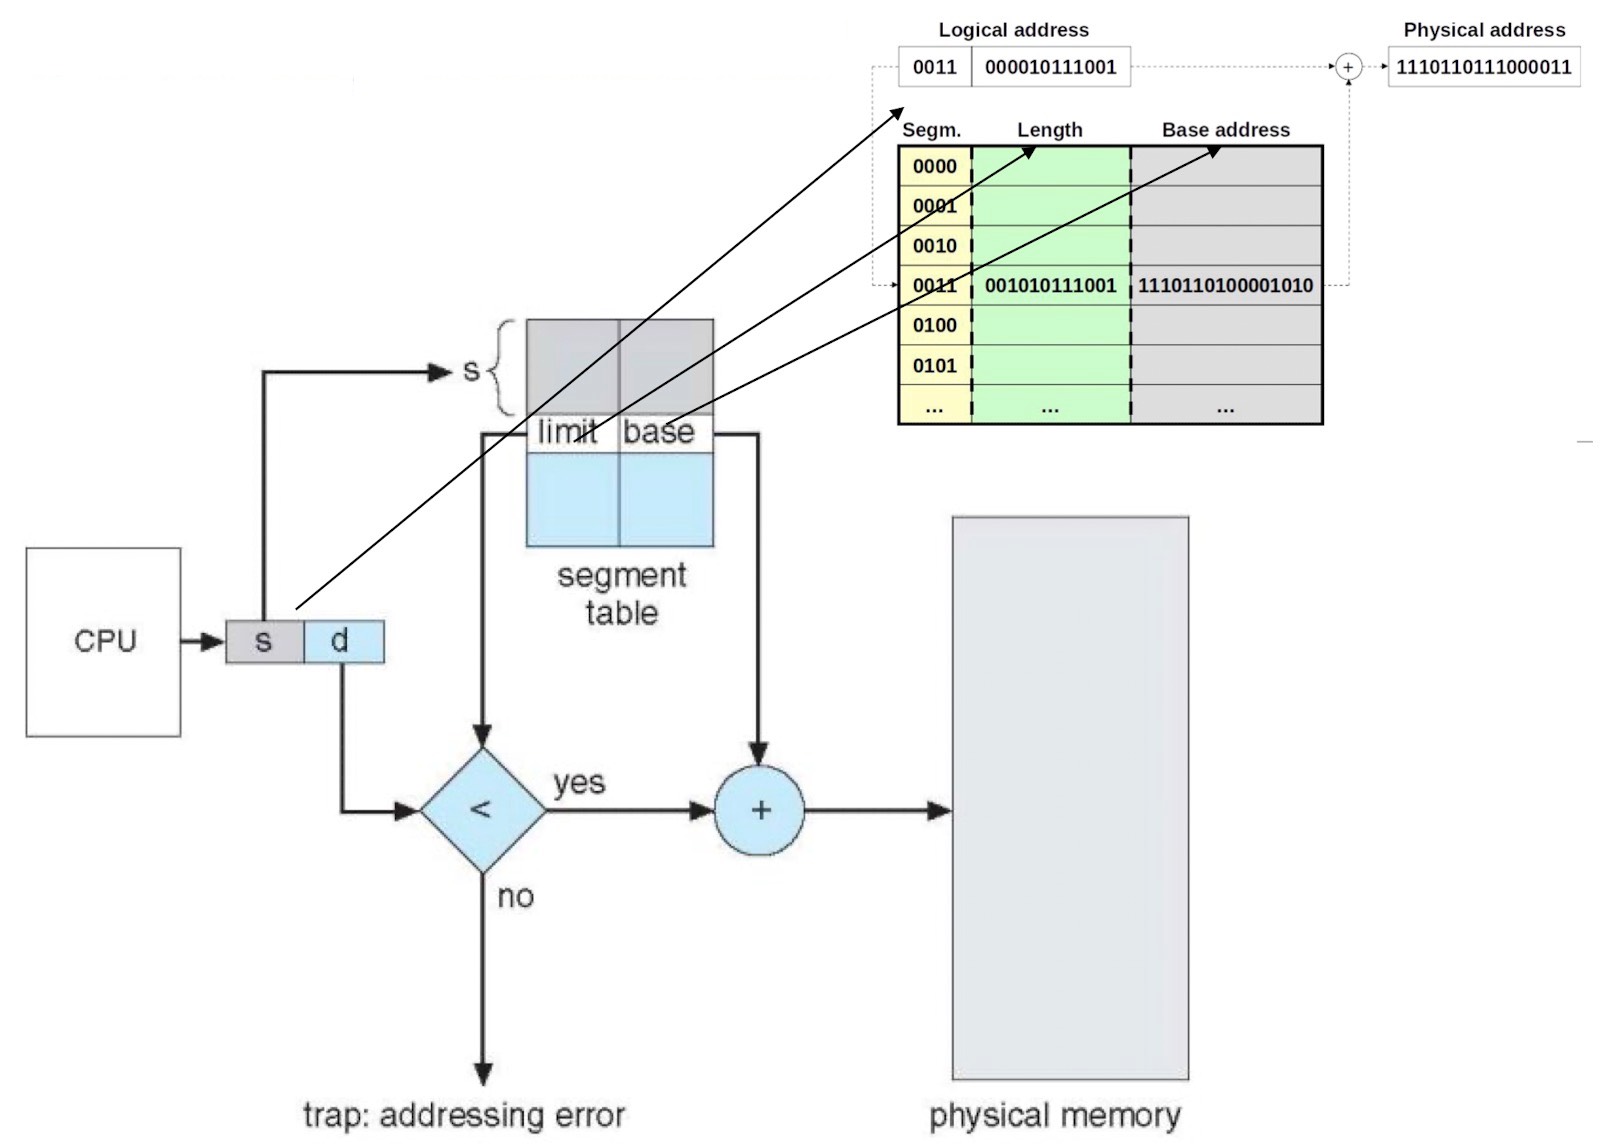 Logical address
Physical address
0011 000010111001
+
1110110111000011
Segm. Length Base address
0000
0001
0010
0011 001010111001 1110110100001010
0100
0101
... ... ...
s
limit base
segment
table
CPU
s d
<
yes
+
no
trap: addressing error
physical memory